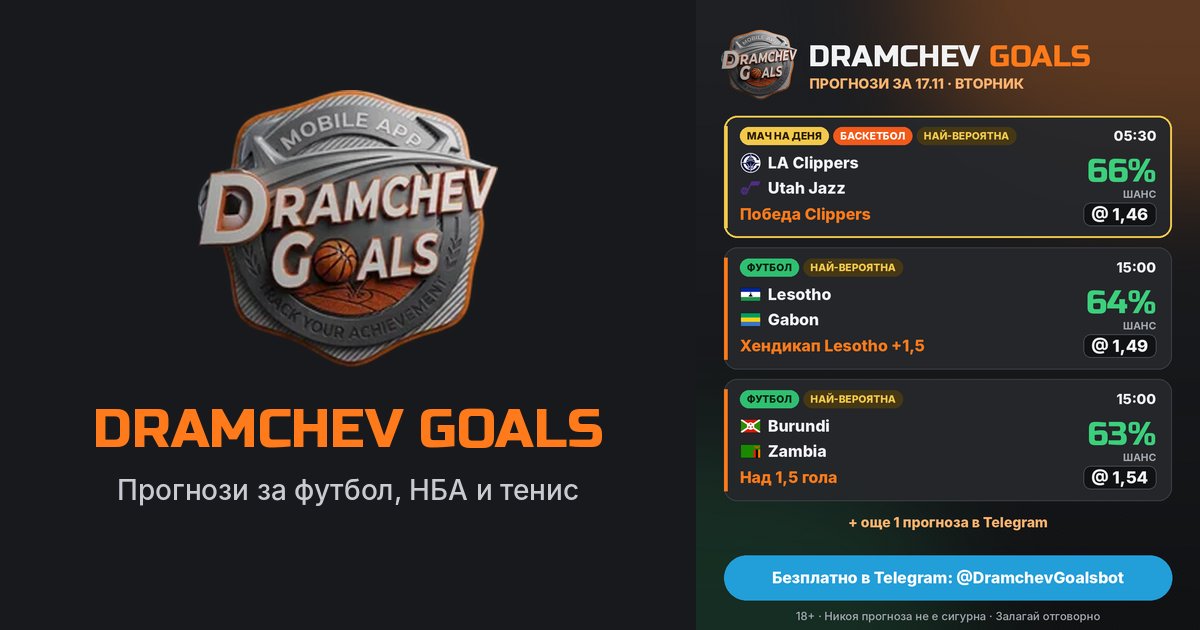 MOBILE APP
DRAMCHEV
GOALS
TRACK YOUR ACHIEVEMENT
DRAMCHEV GOALS
Прогнози за футбол, НБА и тенис
MOBILE APP
DRAMCHEV
GOALS
DRAMCHEV GOALS
ПРОГНОЗИ ЗА 17.11 · ВТОРНИК
МАЧ НА ДЕНЯ БАСКЕТБОЛ НАЙ-ВЕРОЯТНА 05:30
LA Clippers 66%
Utah Jazz ШАНС
Победа Clippers @ 1,46
ФУТБОЛ НАЙ-ВЕРОЯТНА 15:00
Lesotho 64%
Gabon ШАНС
Хендикап Lesotho +1,5 @ 1,49
ФУТБОЛ НАЙ-ВЕРОЯТНА 15:00
Burundi 63%
Zambia ШАНС
Над 1,5 гола @ 1,54
+ още 1 прогноза в Telegram
Безплатно в Telegram: @DramchevGoalsbot
18+ · Никоя прогноза не е сигурна · Залагай отговорно